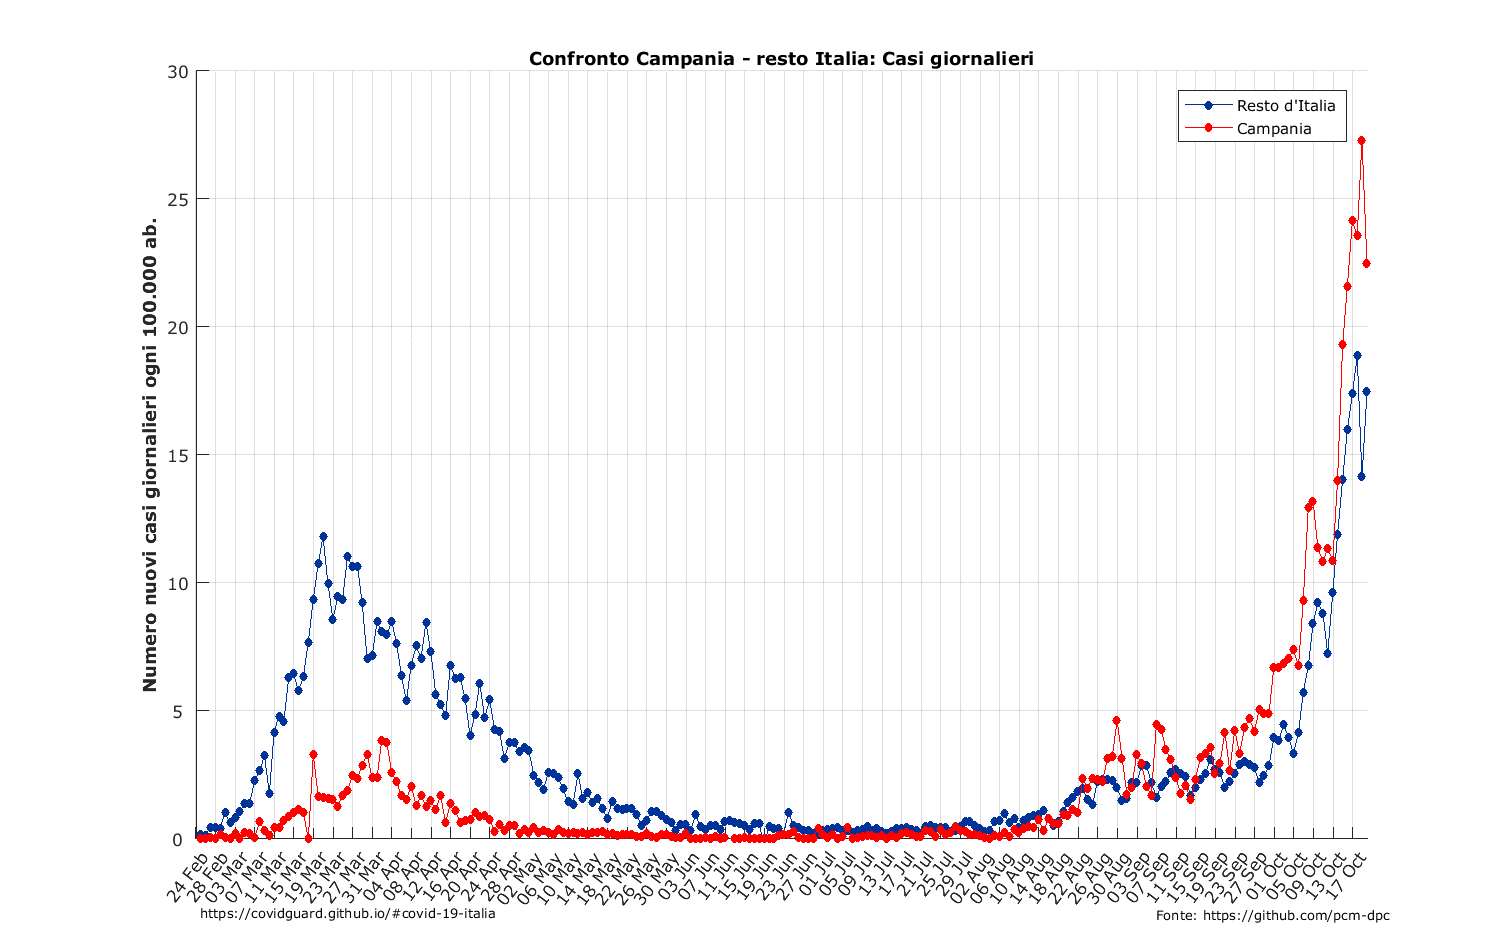 Confronto Campania - resto Italia: Casi giornalieri
Numero nuovi casi giornalieri ogni 100.000 ab.
30
25
20
15
10
5
0
Resto d'Italia
Campania
24 Feb
28 Feb
03 Mar
07 Mar
11 Mar
15 Mar
19 Mar
23 Mar
27 Mar
31 Mar
04 Apr
08 Apr
12 Apr
16 Apr
20 Apr
24 Apr
28 Apr
02 May
06 May
10 May
14 May
18 May
22 May
26 May
30 May
03 Jun
07 Jun
11 Jun
15 Jun
19 Jun
23 Jun
27 Jun
01 Jul
05 Jul
09 Jul
13 Jul
17 Jul
21 Jul
25 Jul
29 Jul
02 Aug
06 Aug
10 Aug
14 Aug
18 Aug
22 Aug
26 Aug
30 Aug
03 Sep
07 Sep
11 Sep
15 Sep
19 Sep
23 Sep
27 Sep
01 Oct
05 Oct
09 Oct
13 Oct
17 Oct
https://covidguard.github.io/#covid-19-italia
Fonte: https://github.com/pcm-dpc